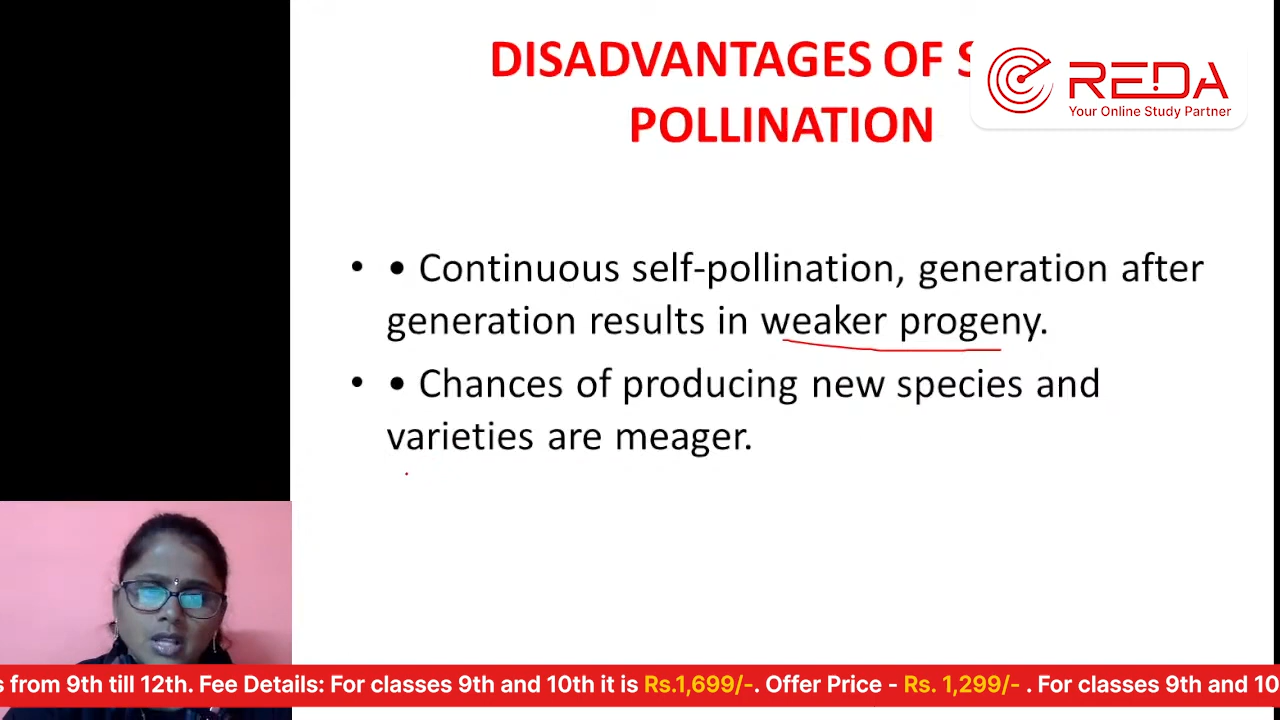 DISADVANTAGES OF
POLLINATION
REDA
Your Online Study Partner
• • Continuous self-pollination, generation after
generation results in weaker progeny.
• • Chances of producing new species and
varieties are meager.
from 9th till 12th. Fee Details: For classes 9th and 10th it is Rs.1,699/-. Offer Price - Rs. 1,299/- . For classes 9th and 10